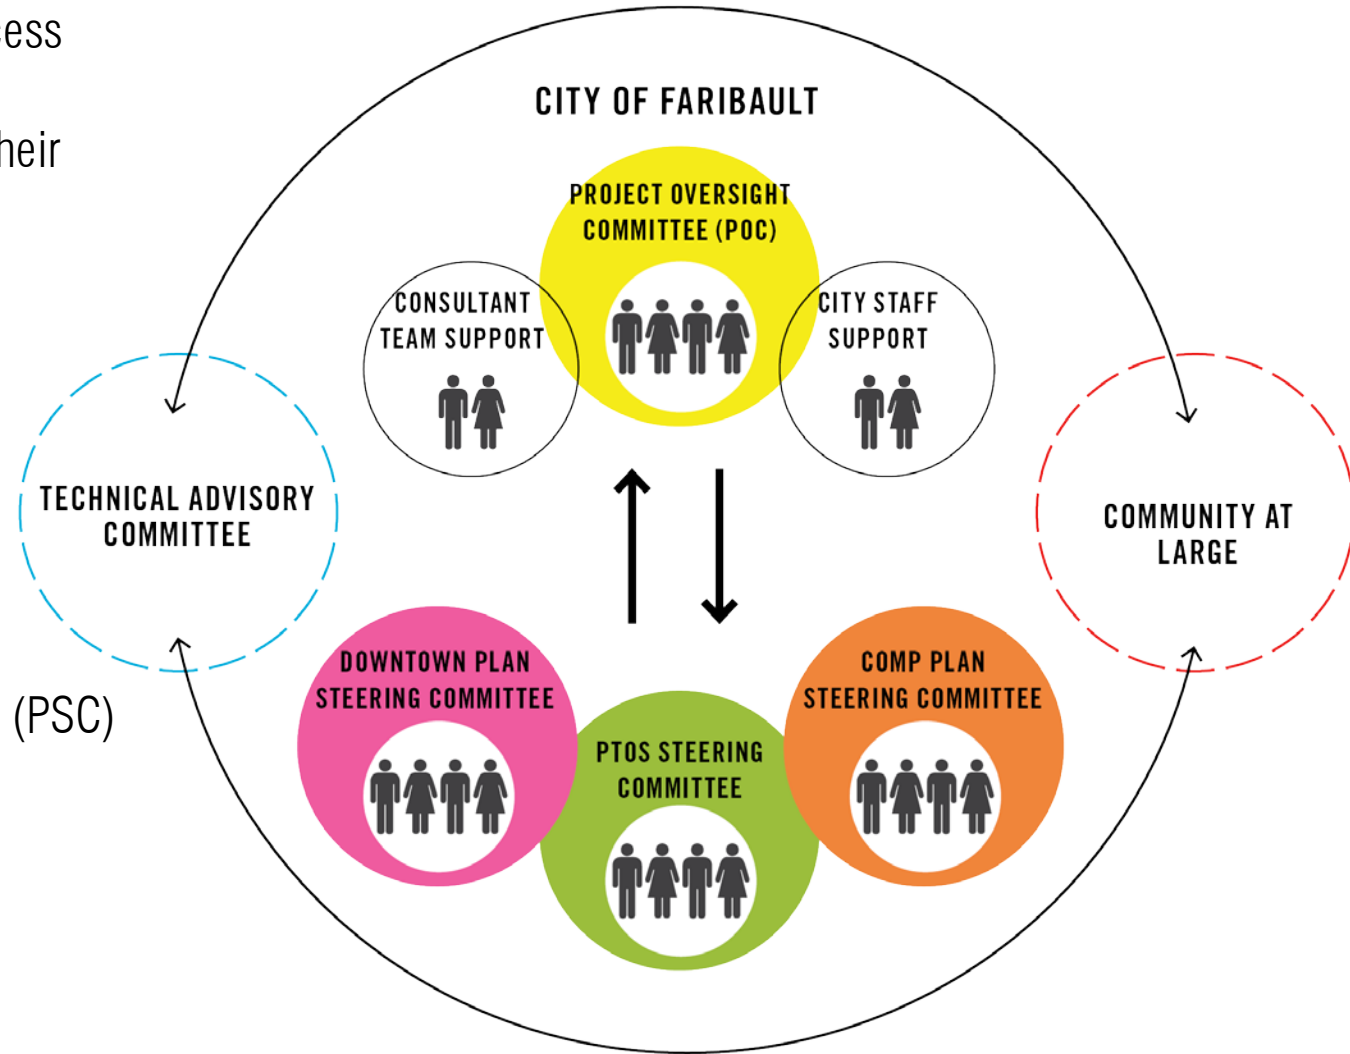 cess
heir
CITY OF FARIBAULT
PROJECT OVERSIGHT
COMMITTEE (POC)
CONSULTANT
TEAM SUPPORT
CITY STAFF
SUPPORT
TECHNICAL ADVISORY
COMMITTEE
COMMUNITY AT
LARGE
DOWNTOWN PLAN
STEERING COMMITTEE
COMP PLAN
STEERING COMMITTEE
(PSC)
PTOS STEERING
COMMITTEE